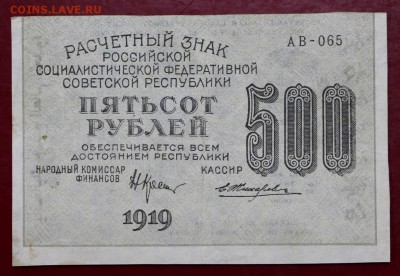 COINS.LAVE.RU
РАСЧЕТНЫЙ ЗНАК
РОССИЙСКОЙ
СОЦИАЛИСТИЧЕСКОЙ ФЕДЕРАТИВНОЙ
СОВЕТСКОЙ РЕСПУБЛИКИ
АВ-065
ПЯТЬСОТ
РУБЛЕЙ
500
ОБЕСПЕЧИВАЕТСЯ ВСЕМ
ДОСТОЯНИЕМ РЕСПУБЛИКИ
НАРОДНЫЙ КОМИССАР
ФИНАНСОВ
КАССИР
1919